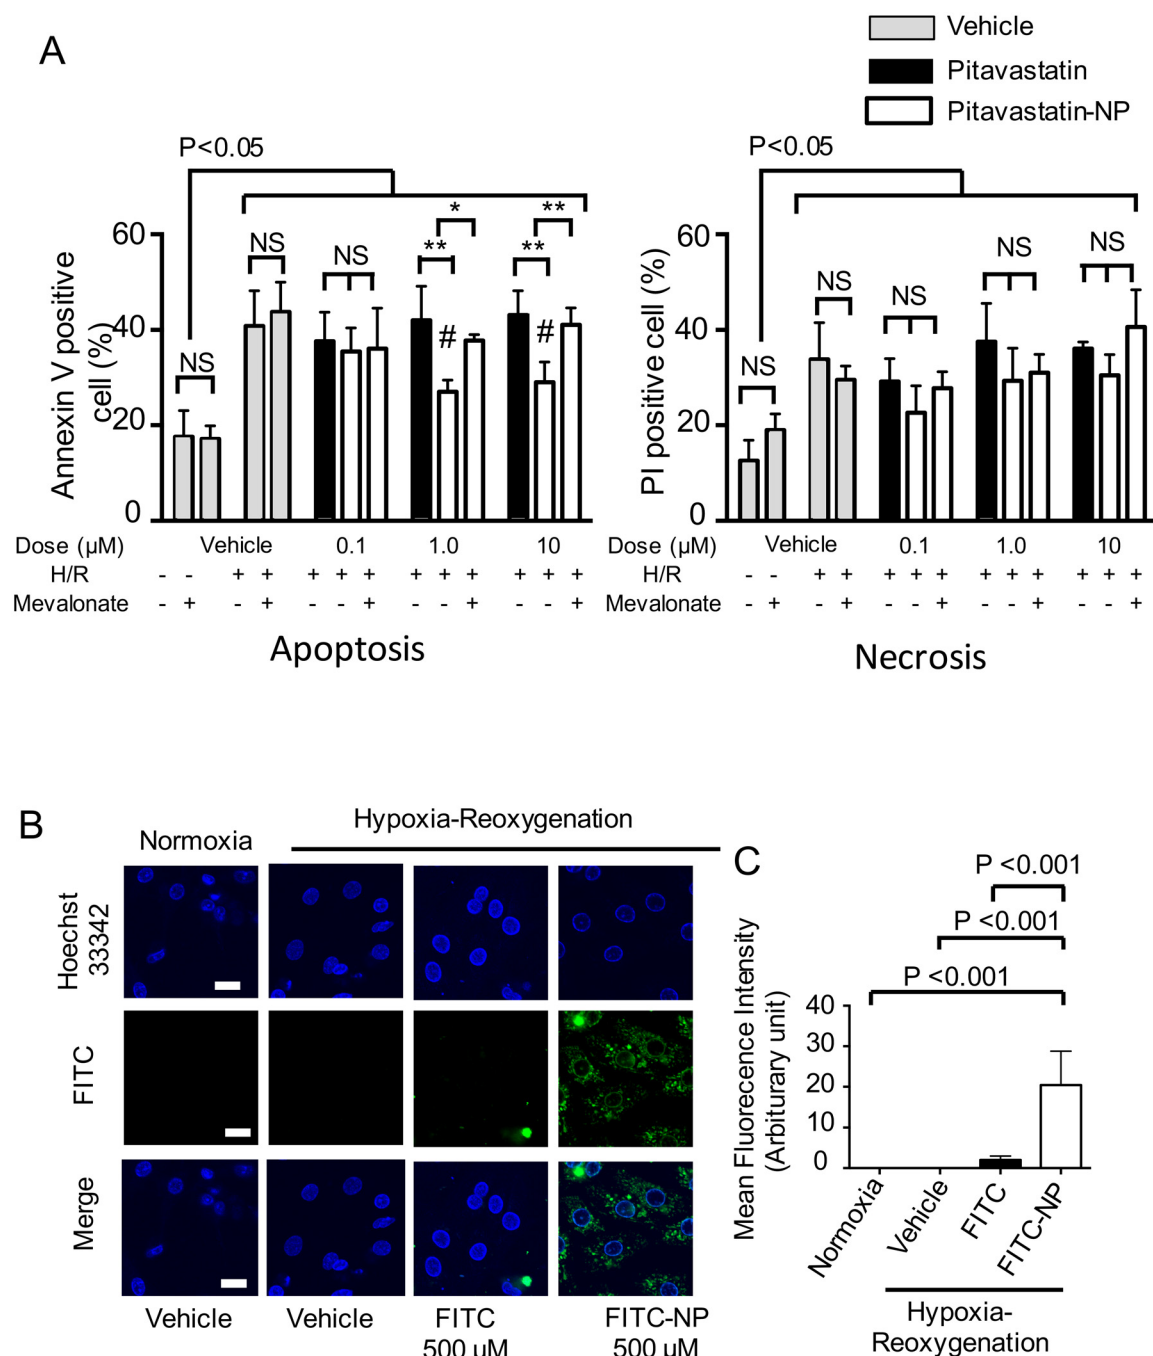 A
Vehicle
Pitavastatin
Pitavastatin-NP
P<0.05
P<0.05
* **
NS ** **
NS
60
40
20
0
Annexin V positive
cell (%)
NS
# #
Dose (µM) Vehicle 0.1 1.0 10
H/R - - + + + + + + + + + + +
Mevalonate - + - + - - + - - + - - +
Apoptosis
60
40
20
0
PI positive cell (%)
NS
NS
NS
NS
NS
Dose (µM) Vehicle 0.1 1.0 10
H/R - - + + + + + + + + + + +
Mevalonate - + - + - - + - - + - - +
Necrosis
B
Normoxia
Hypoxia-Reoxygenation
Hoechst
33342
FITC
Merge
Vehicle
Vehicle
FITC
500 µM
FITC-NP
500 µM
C
P <0.001
P <0.001
P <0.001
Mean Fluorecence Intensity
(Arbiturary unit)
40
30
20
10
0
Normoxia
Vehicle
FITC
FITC-NP
Hypoxia-
Reoxygenation